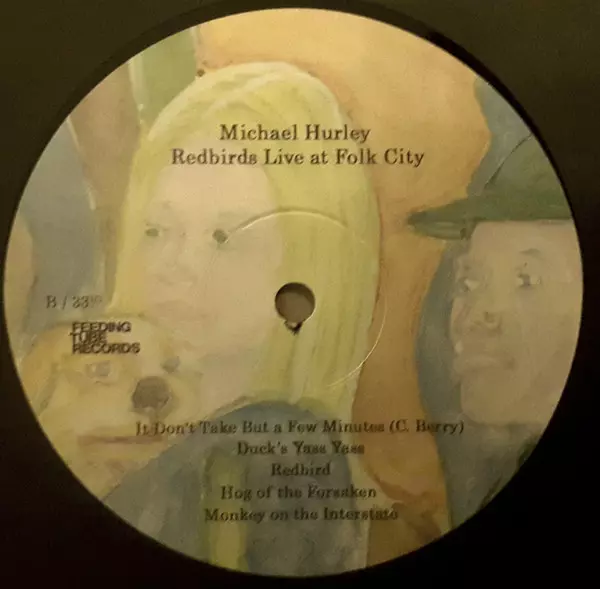 Michael Hurley
Redbirds Live at Folk City
B / 33⅓
FEEDING
TUBE
RECORDS
It Don't Take But a Few Minutes (C. Berry)
Duck's Yass Yass
Redbird
Hog of the Forsaken
Monkey on the Interstate